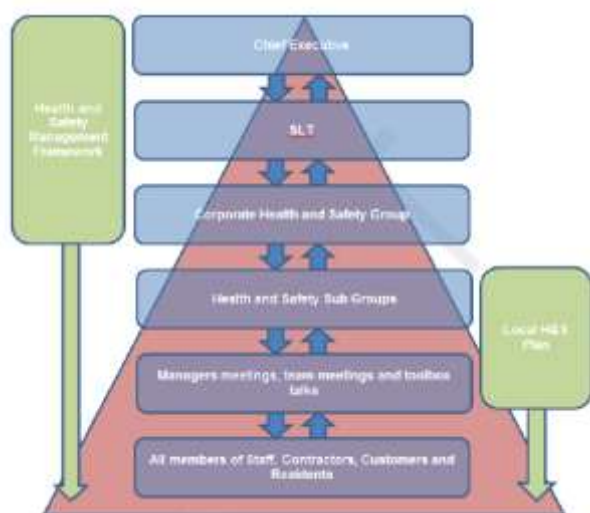 Chief Executive
Health and
Safety
Management
Framework
SLT
Corporate Health and Safety Group
Health and Safety Sub Groups
Local H&S
Plan
Managers meetings, team meetings and toolbox
talks
All members of Staff, Contractors, Customers and
Residents